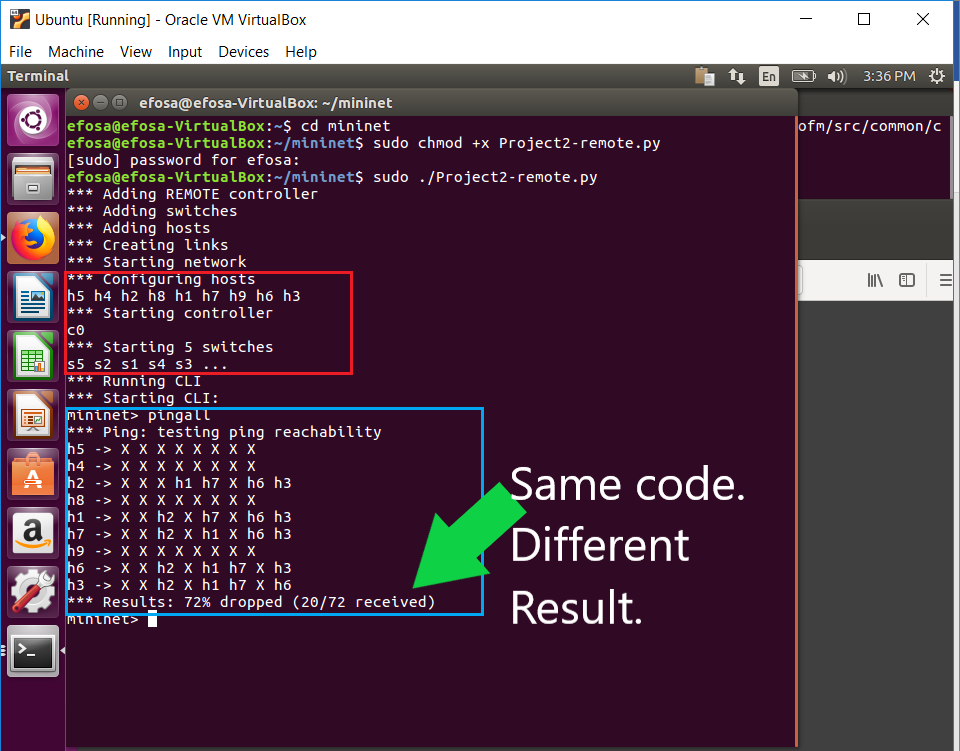 Ubuntu [Running] - Oracle VM VirtualBox
File Machine View Input Devices Help
Terminal En 3:36 PM
efosa@efosa-VirtualBox: ~/mininet
efosa@efosa-VirtualBox:~$ cd mininet
ofm/src/common/c
efosa@efosa-VirtualBox:~/mininet$ sudo chmod +x Project2-remote.py
[sudo] password for efosa:
efosa@efosa-VirtualBox:~/mininet$ sudo ./Project2-remote.py
*** Adding REMOTE controller
*** Adding switches
*** Adding hosts
*** Creating links
*** Starting network
*** Configuring hosts
h5 h4 h2 h8 h1 h7 h9 h6 h3
*** Starting controller
c0
*** Starting 5 switches
s5 s2 s1 s4 s3 ...
*** Running CLI
*** Starting CLI:
mininet> pingall
*** Ping: testing ping reachability
h5 -> X X X X X X X X
h4 -> X X X X X X X X
h2 -> X X X h1 h7 X h6 h3
h8 -> X X X X X X X X
h1 -> X X h2 X h7 X h6 h3
h7 -> X X h2 X h1 X h6 h3
h9 -> X X X X X X X X
h6 -> X X h2 X h1 h7 X h3
h3 -> X X h2 X h1 h7 X h6
*** Results: 72% dropped (20/72 received)
mininet>
Same code.
Different
Result.
a